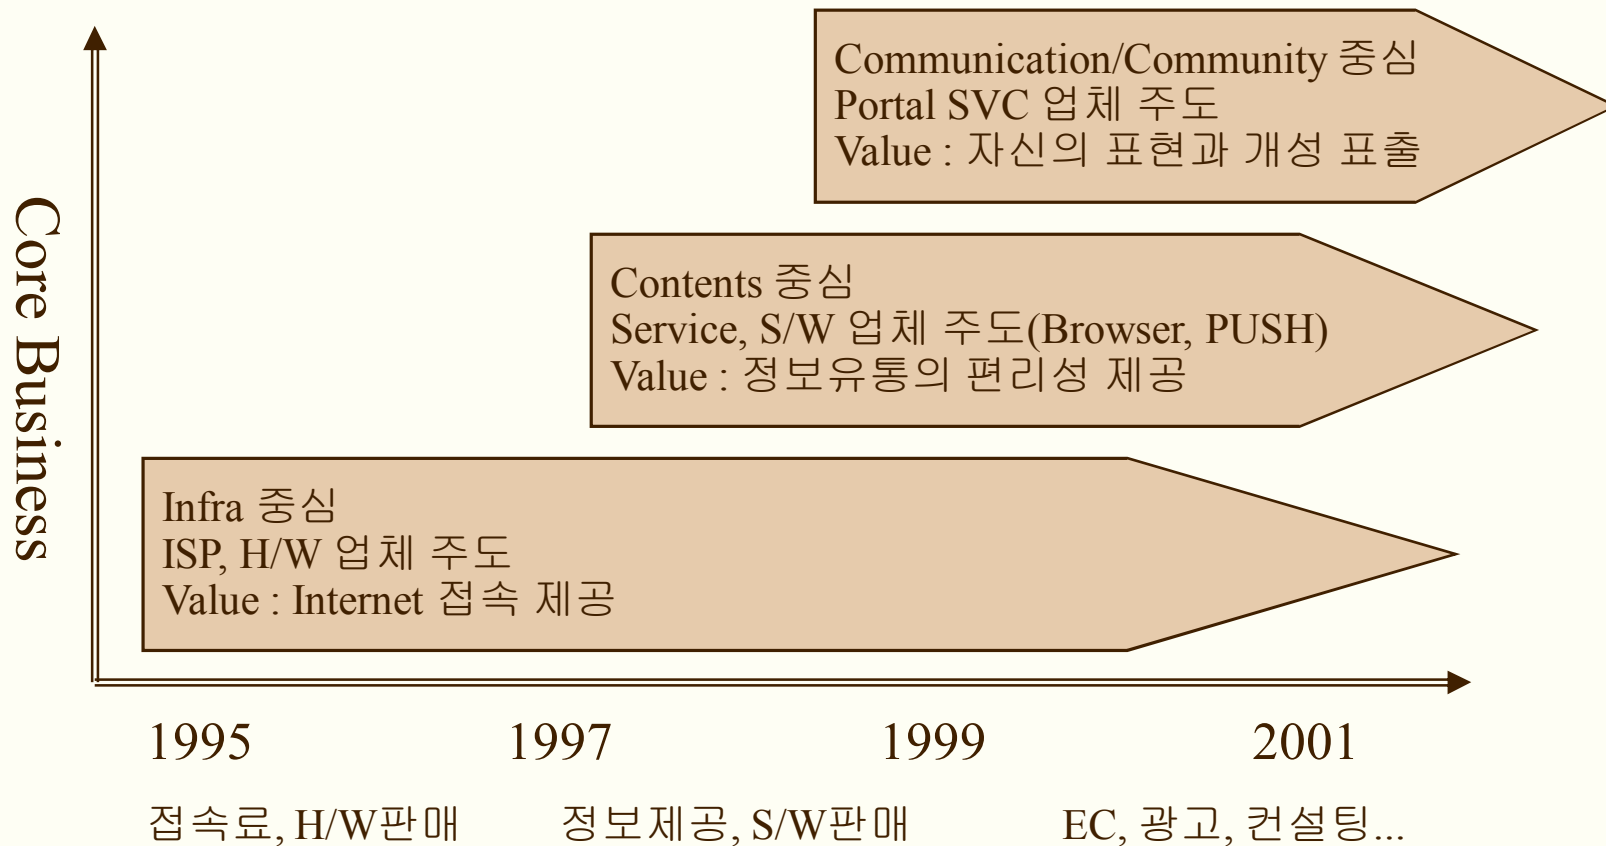 Communication/Community 중심
Portal SVC 업체 주도
Value : 자신의 표현과 개성 표출
Contents 중심
Service, S/W 업체 주도(Browser, PUSH)
Value : 정보유통의 편리성 제공
Core Business
Infra 중심
ISP, H/W 업체 주도
Value : Internet 접속 제공
1995 1997 1999 2001
접속료, H/W판매 정보제공, S/W판매 EC, 광고, 컨설팅...